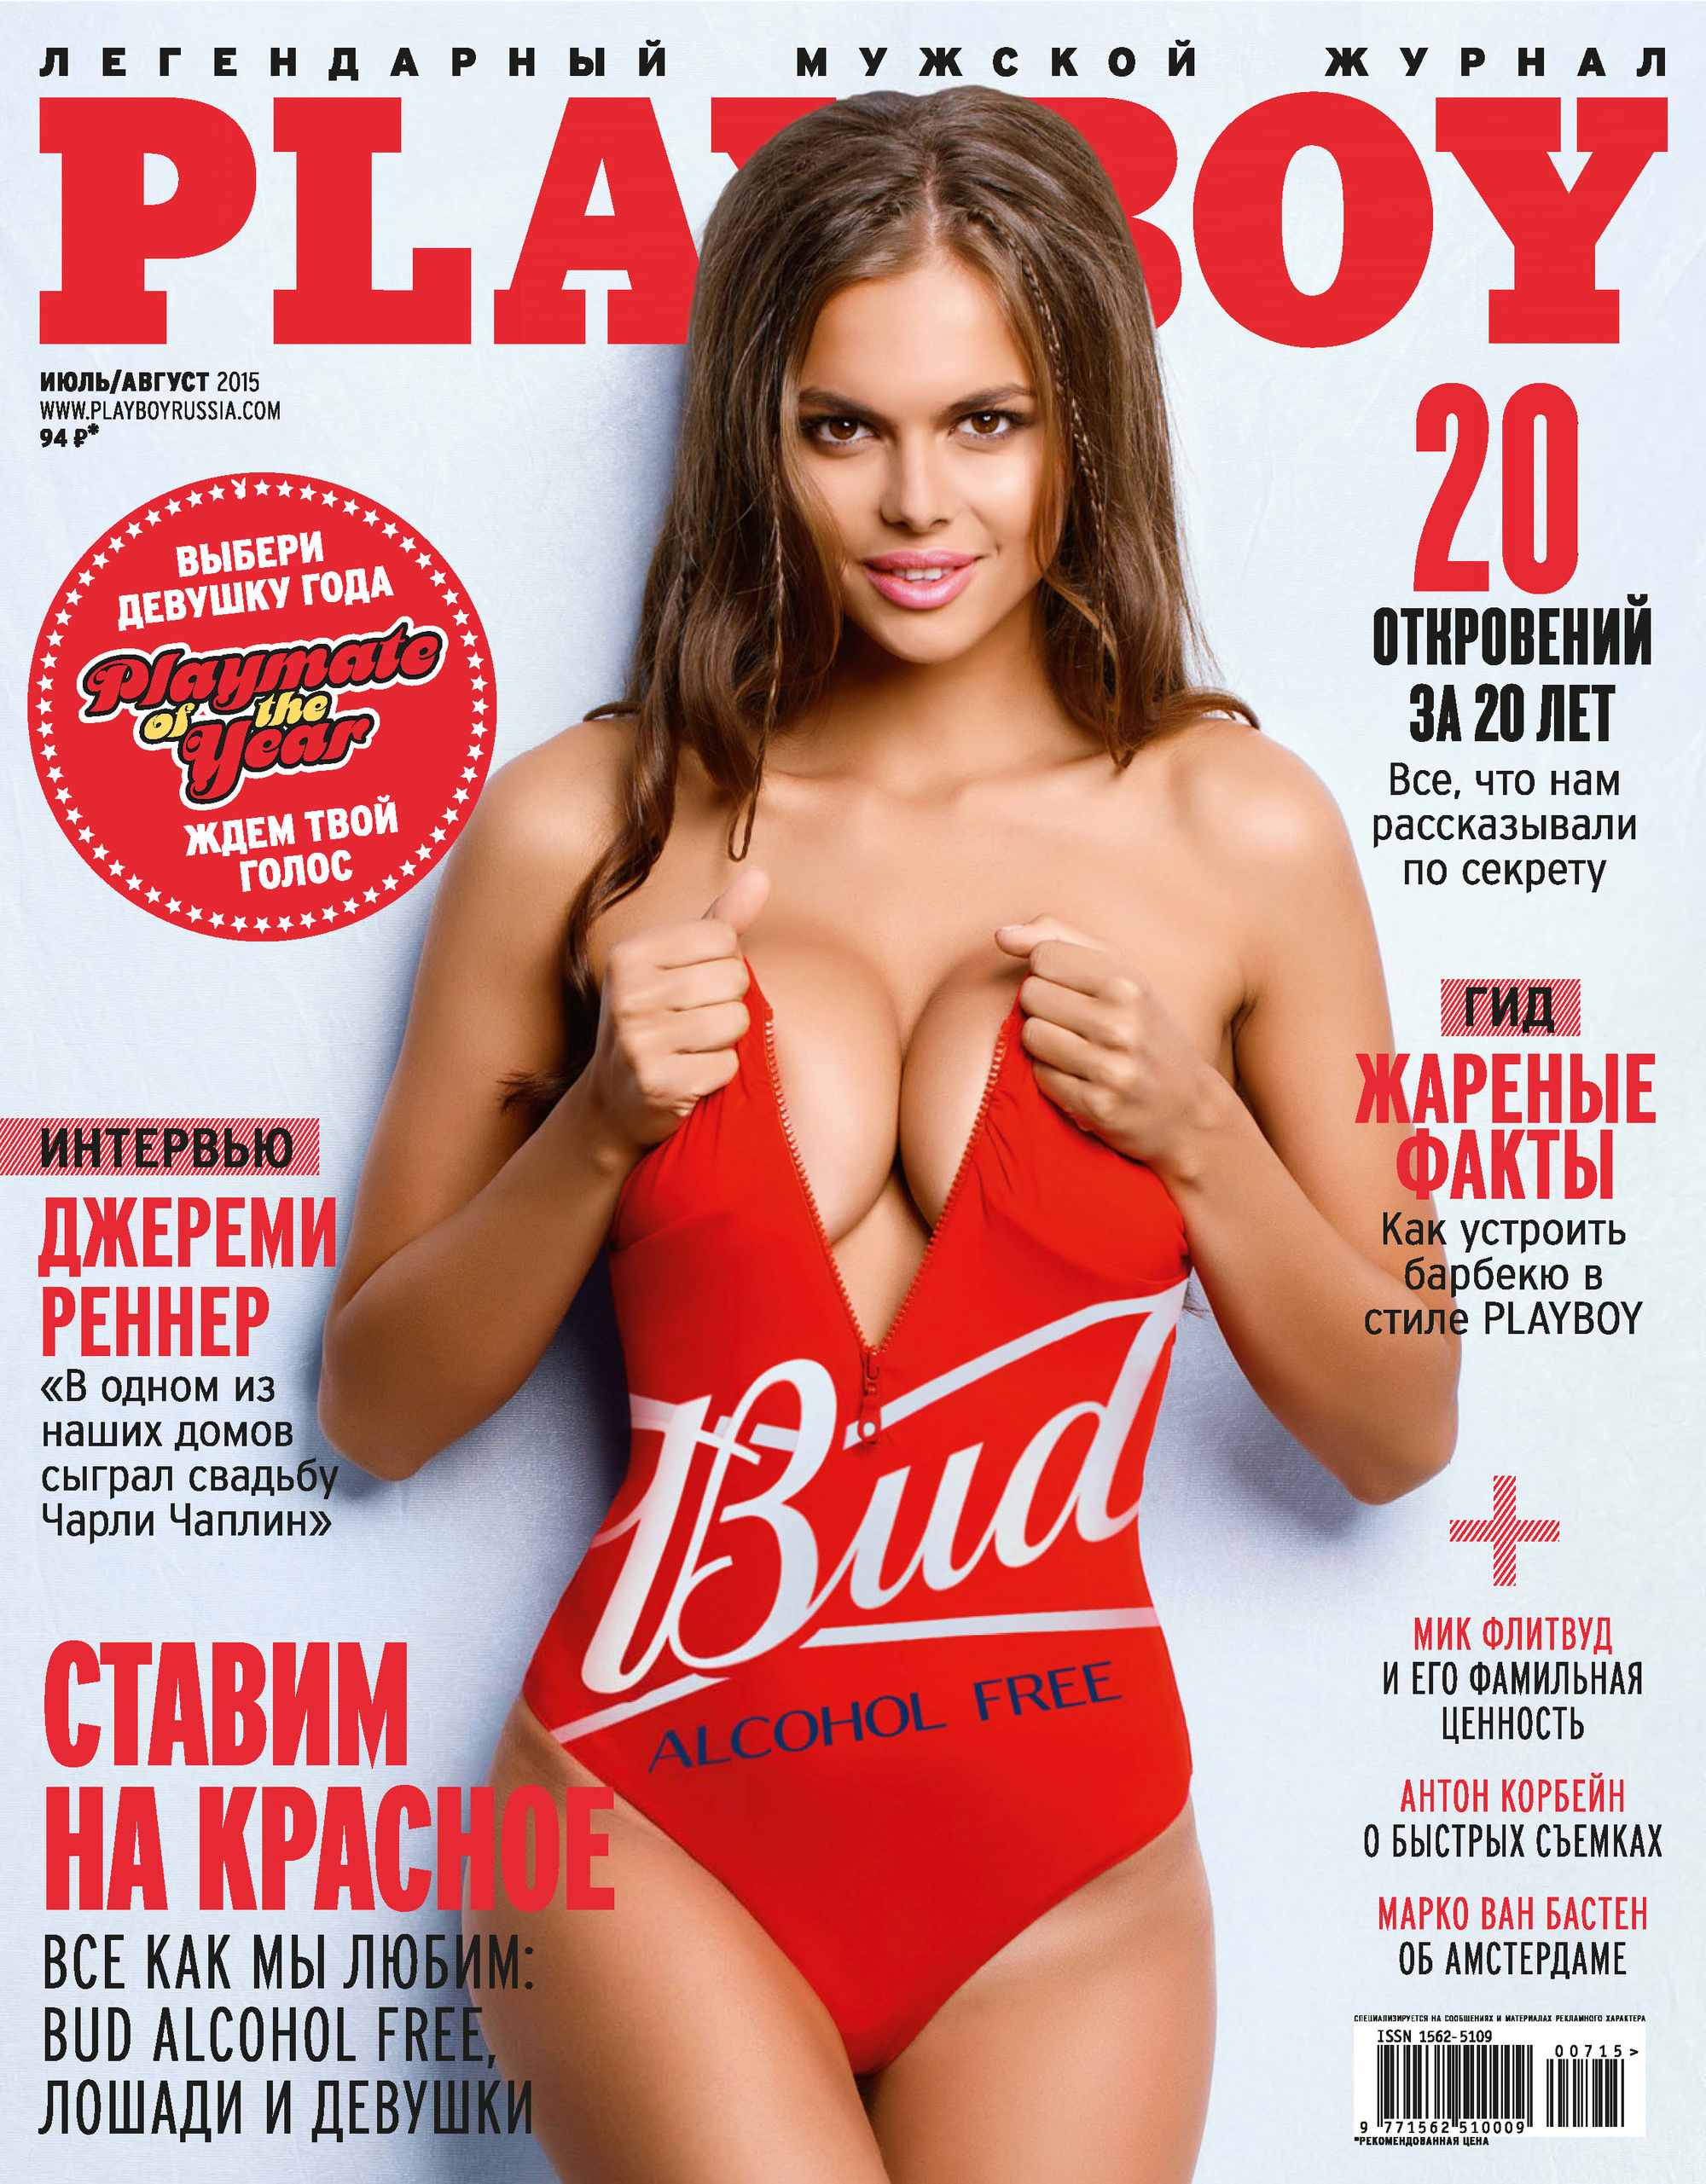 ЛЕГЕНДАРНЫЙ МУЖСКОЙ ЖУРНАЛ
PLAYBOY
ИЮЛЬ/АВГУСТ 2015
WWW.PLAYBOYRUSSIA.COM
94 ₽*
ВЫБЕРИ
ДЕВУШКУ ГОДА
Playmate
of the
Year
ЖДЕМ ТВОЙ
ГОЛОС
20
ОТКРОВЕНИЙ
ЗА 20 ЛЕТ
Все, что нам
рассказывали
по секрету
ГИД
ЖАРЕНЫЕ
ФАКТЫ
Как устроить
барбекю в
стиле PLAYBOY
ИНТЕРВЬЮ
ДЖЕРЕМИ
РЕННЕР
«В одном из
наших домов
сыграл свадьбу
Чарли Чаплин»
Bud
ALCOHOL FREE
СТАВИМ
НА КРАСНОЕ
ВСЕ КАК МЫ ЛЮБИМ:
BUD ALCOHOL FREE,
ЛОШАДИ И ДЕВУШКИ
+
МИК ФЛИТВУД
И ЕГО ФАМИЛЬНАЯ
ЦЕННОСТЬ
АНТОН КОРБЕЙН
О БЫСТРЫХ СЪЕМКАХ
МАРКО ВАН БАСТЕН
ОБ АМСТЕРДАМЕ
СПЕЦИАЛИЗИРУЕТСЯ НА СООБЩЕНИЯХ И МАТЕРИАЛАХ РЕКЛАМНОГО ХАРАКТЕРА
ISSN 1562-5109
00715>
9 771562 510009
*РЕКОМЕНДОВАННАЯ ЦЕНА